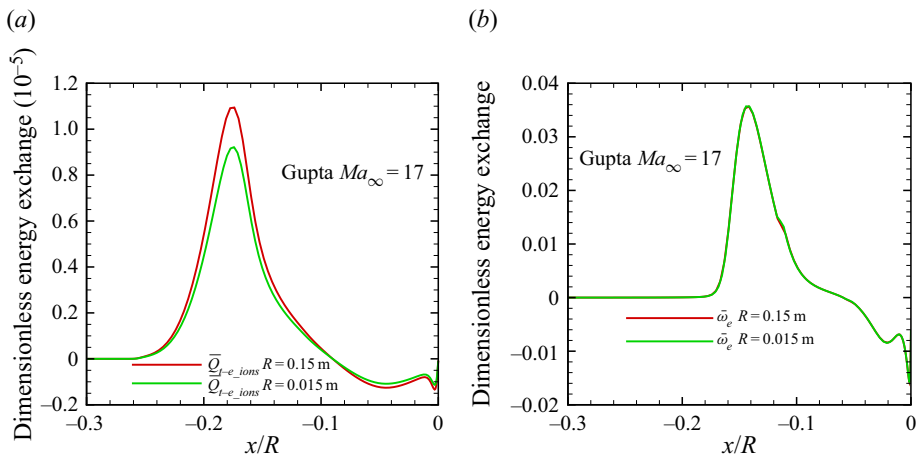 (a)
Dimensionless energy exchange (10⁻⁵)
1.2
1.0
0.8
0.6
0.4
0.2
0
–0.2
Gupta Ma∞ = 17
Q̅t–e_ions R = 0.15 m
Q̅t–e_ions R = 0.015 m
–0.3
–0.2
–0.1
0
x/R
(b)
Dimensionless energy exchange
0.04
0.03
0.02
0.01
0
–0.01
–0.02
Gupta Ma∞ = 17
ω̄e R = 0.15 m
ω̄e R = 0.015 m
–0.3
–0.2
–0.1
0
x/R